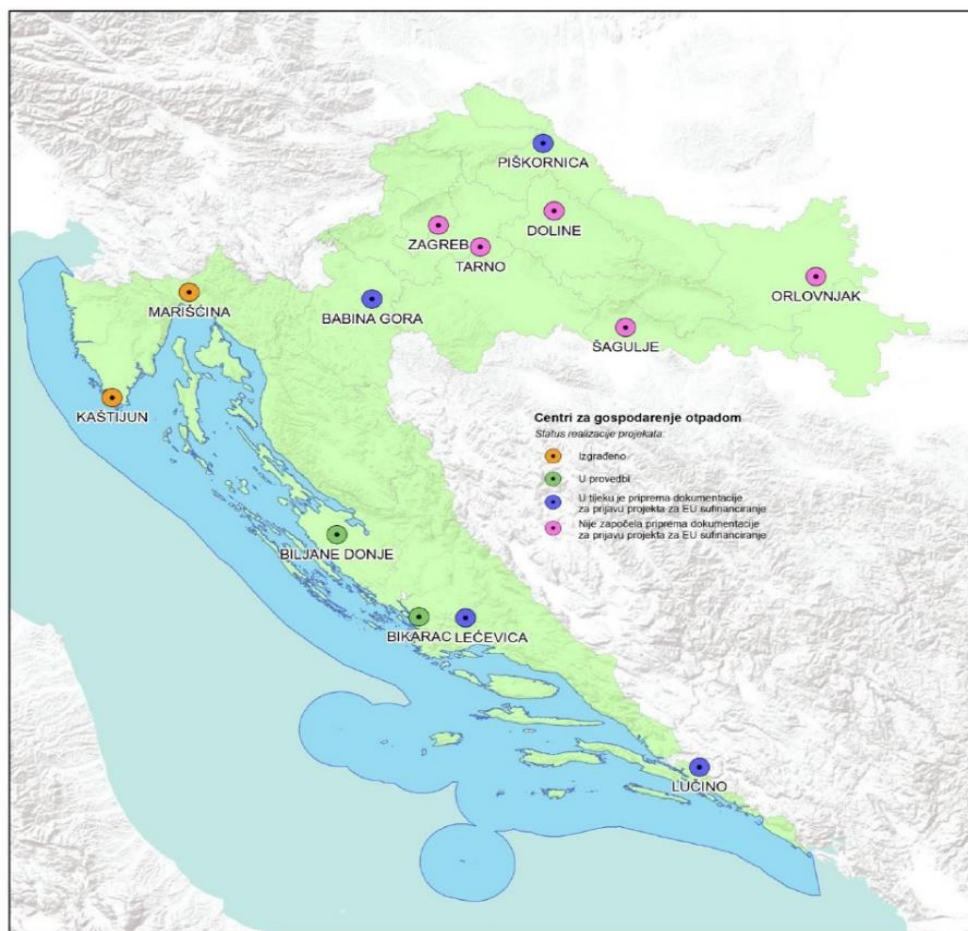 PIŠKORNICA
DOLINE
ZAGREB
TARNO
ORLOVNJAK
MARIŠĆINA
BABINA GORA
ŠAGULJE
KAŠTIJUN
Centri za gospodarenje otpadom
Status realizacije projekata:
Izgrađeno
U provedbi
U tijeku je priprema dokumentacije
za prijavu projekta za EU sufinanciranje
Nije započela priprema dokumentacije
za prijavu projekta za EU sufinanciranje
BILJANE DONJE
BIKARAC
LEĆEVICA
LUČINO